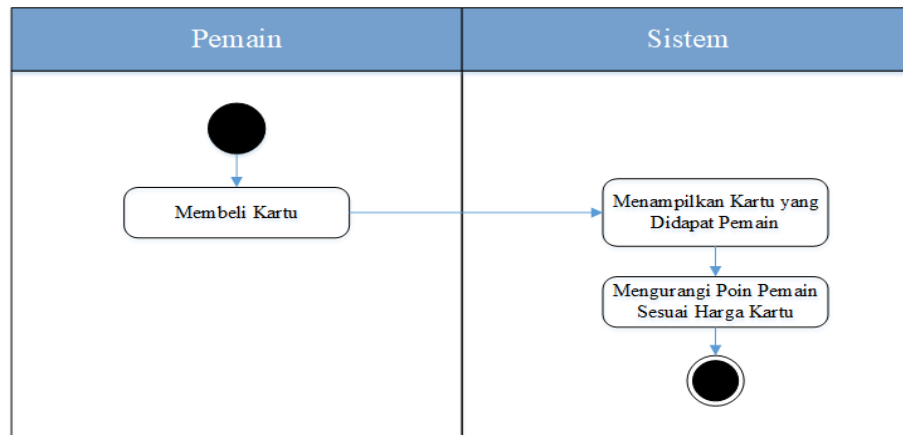 Pemain
Sistem
Membeli Kartu
Menampilkan Kartu yang
Didapat Pemain
Mengurangi Poin Pemain
Sesuai Harga Kartu